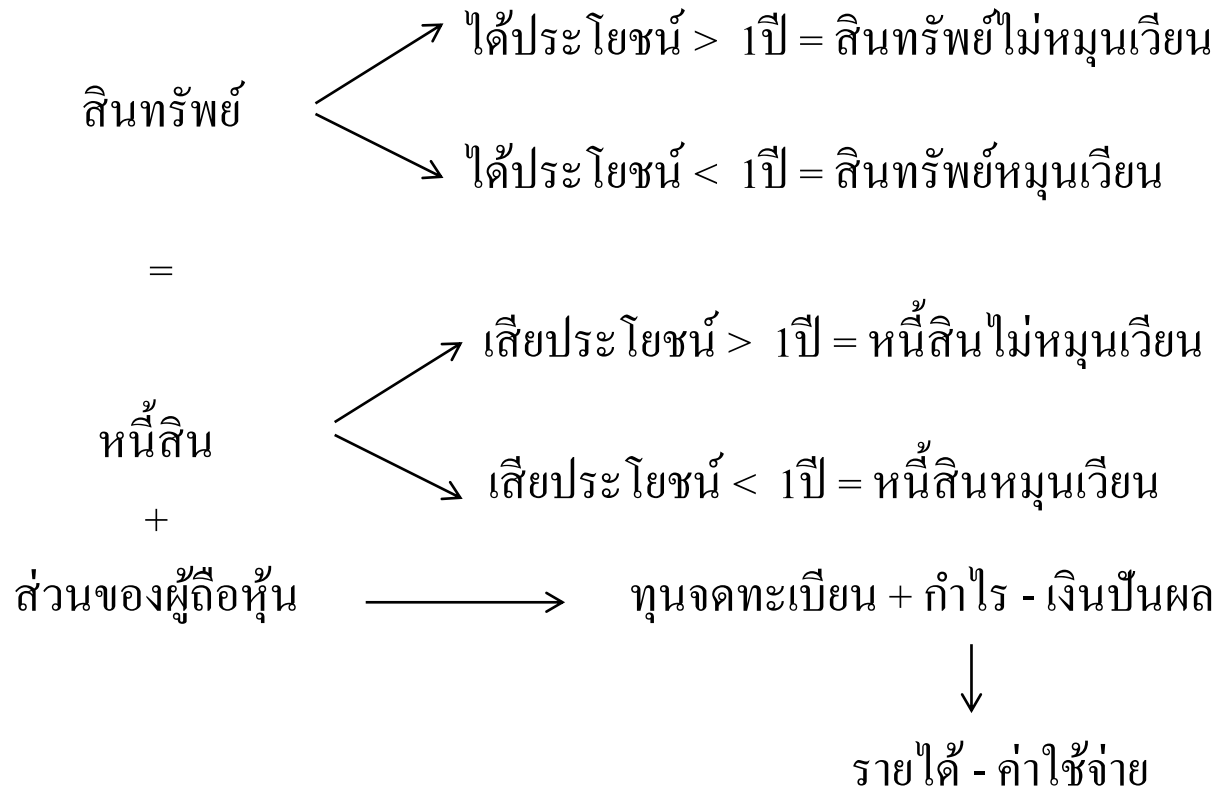 ได้ประโยชน์ > 1ปี = สินทรัพย์ไม่หมุนเวียน
สินทรัพย์
ได้ประโยชน์ < 1ปี = สินทรัพย์หมุนเวียน
=
เสียประโยชน์ > 1ปี = หนี้สินไม่หมุนเวียน
หนี้สิน
เสียประโยชน์ < 1ปี = หนี้สินหมุนเวียน
+
ส่วนของผู้ถือหุ้น ทุนจดทะเบียน + กำไร - เงินปันผล
รายได้ - ค่าใช้จ่าย